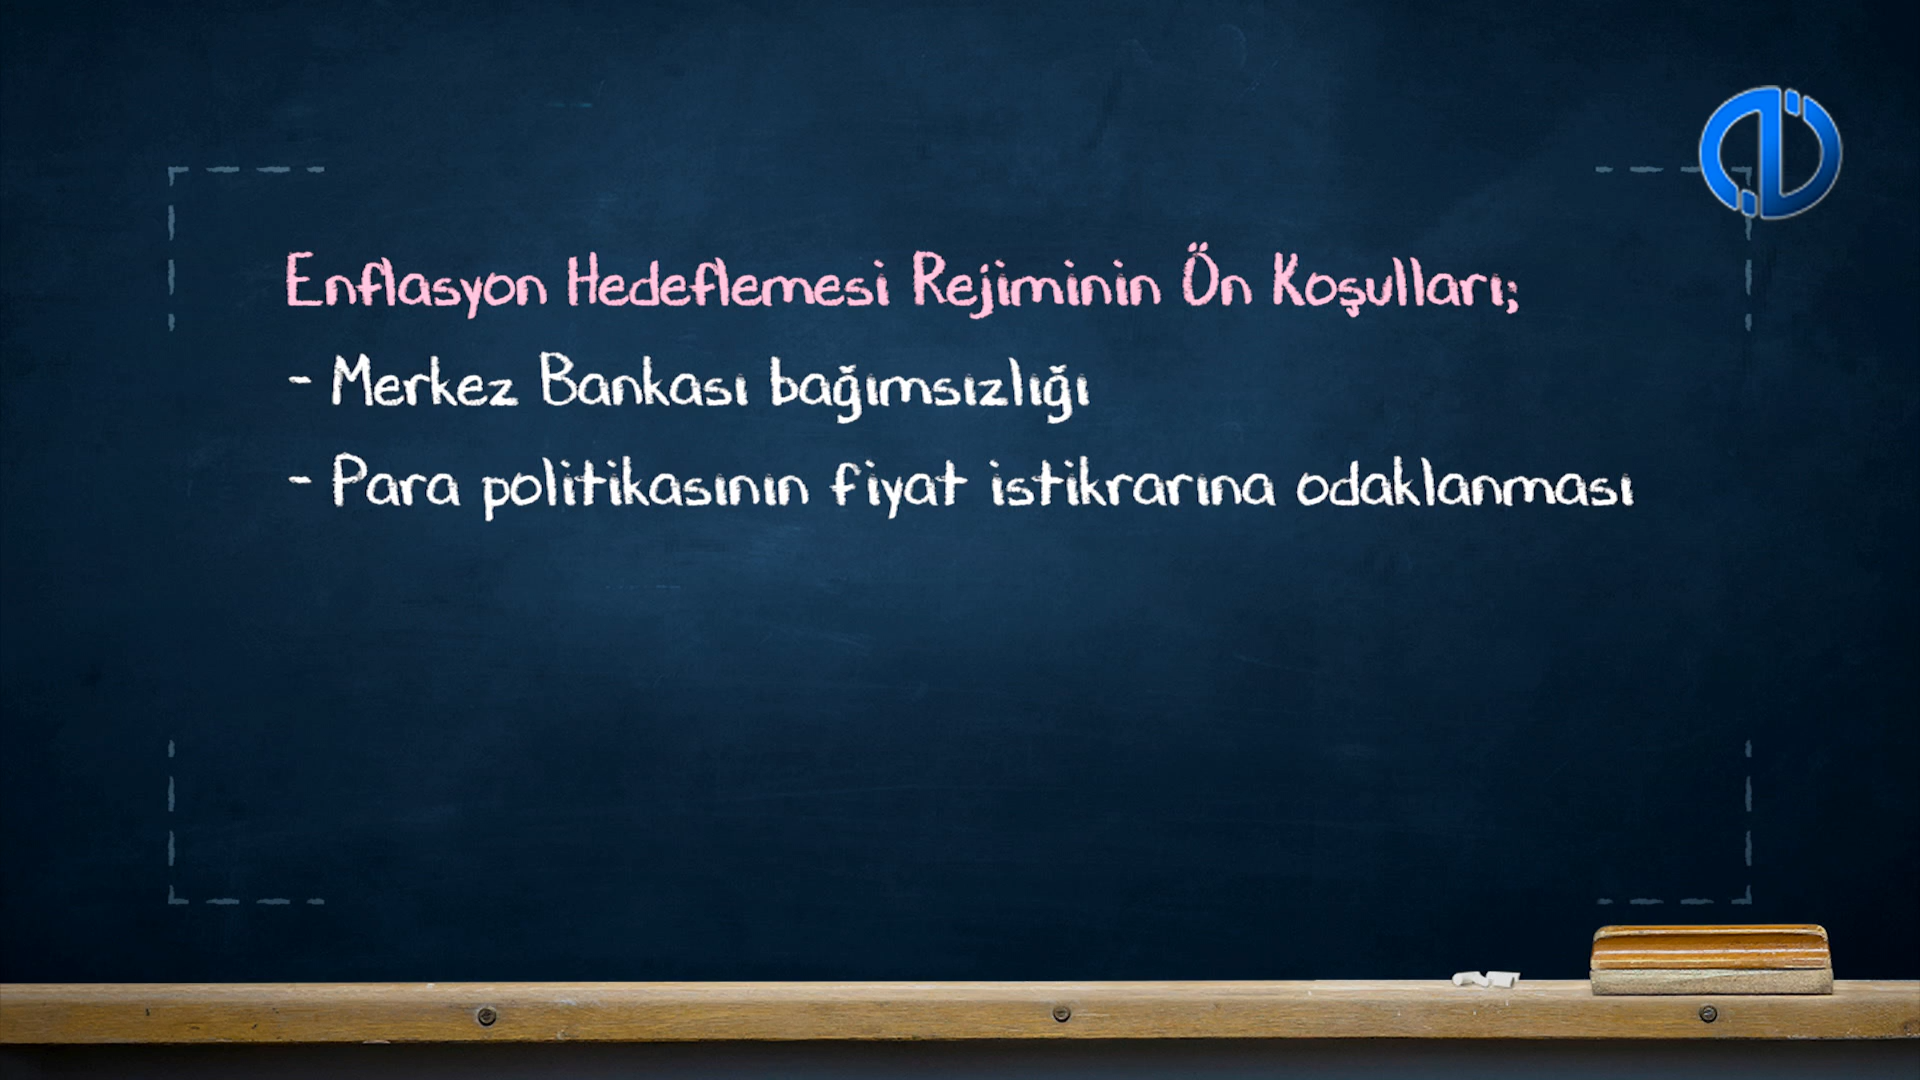 Enflasyon Hedeflemesi Rejiminin Ön Koşulları;
- Merkez Bankası bağımsızlığı
- Para politikasının fiyat istikrarına odaklanması